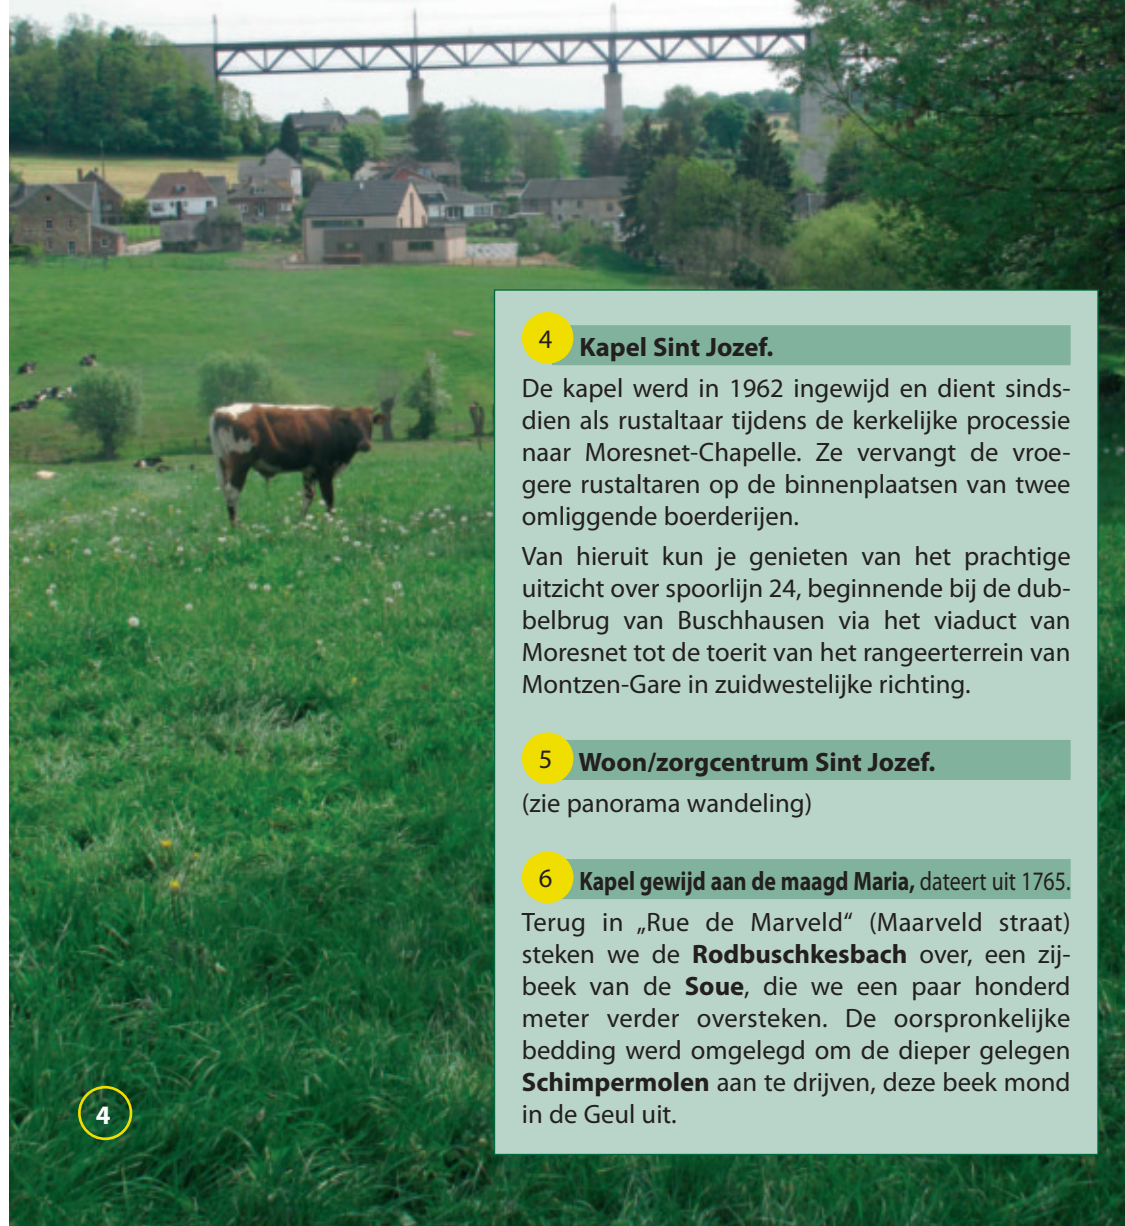 4 Kapel Sint Jozef.
De kapel werd in 1962 ingewijd en dient sinds-
dien als rustaltaar tijdens de kerkelijke processie
naar Moresnet-Chapelle. Ze vervangt de vroe-
gere rustaltaren op de binnenplaatsen van twee
omliggende boerderijen.
Van hieruit kun je genieten van het prachtige
uitzicht over spoorlijn 24, beginnende bij de dub-
belbrug van Buschhausen via het viaduct van
Moresnet tot de toerit van het rangeerterrein van
Montzen-Gare in zuidwestelijke richting.
5 Woon/zorgcentrum Sint Jozef.
(zie panorama wandeling)
6 Kapel gewijd aan de maagd Maria, dateert uit 1765.
Terug in „Rue de Marveld“ (Maarveld straat)
steken we de Rodbuschkesbach over, een zij-
beek van de Soue, die we een paar honderd
meter verder oversteken. De oorspronkelijke
bedding werd omgelegd om de dieper gelegen
Schimpermolen aan te drijven, deze beek mond
in de Geul uit.
4